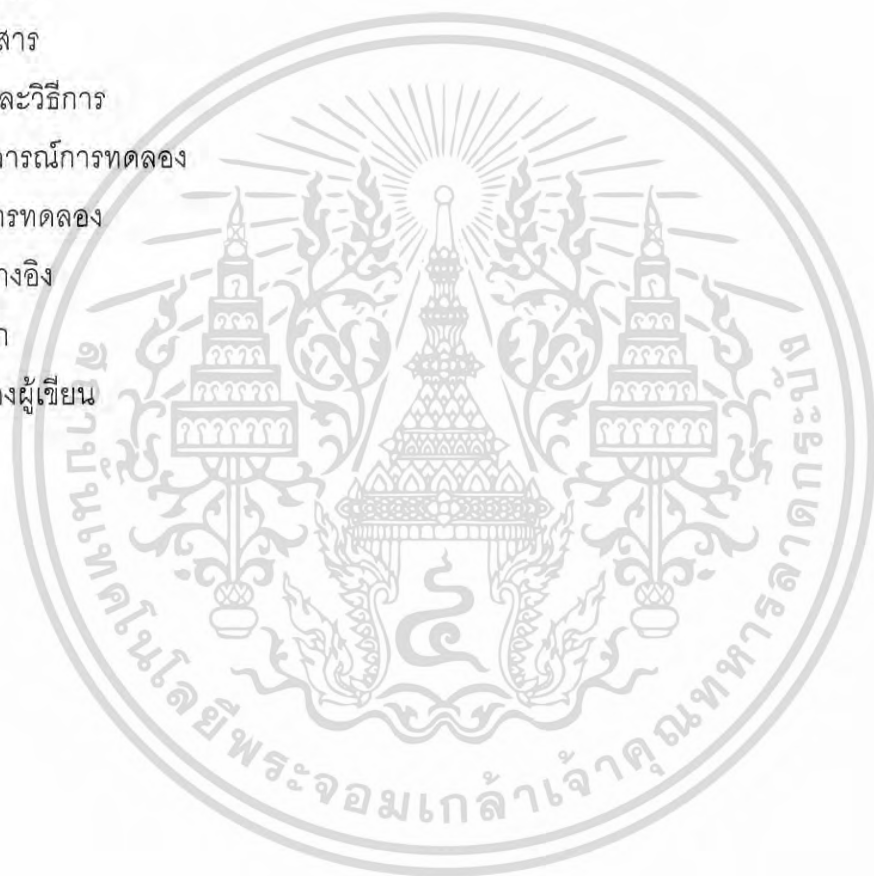 สาร
ละวิธีการ
ารณ์การทดลอง
ารทดลอง
างอิง
ก
งผู้เขียน
สถาบันเทคโนโลยีพระจอมเกล้าเจ้าคุณทหารลาดกระบัง
๔